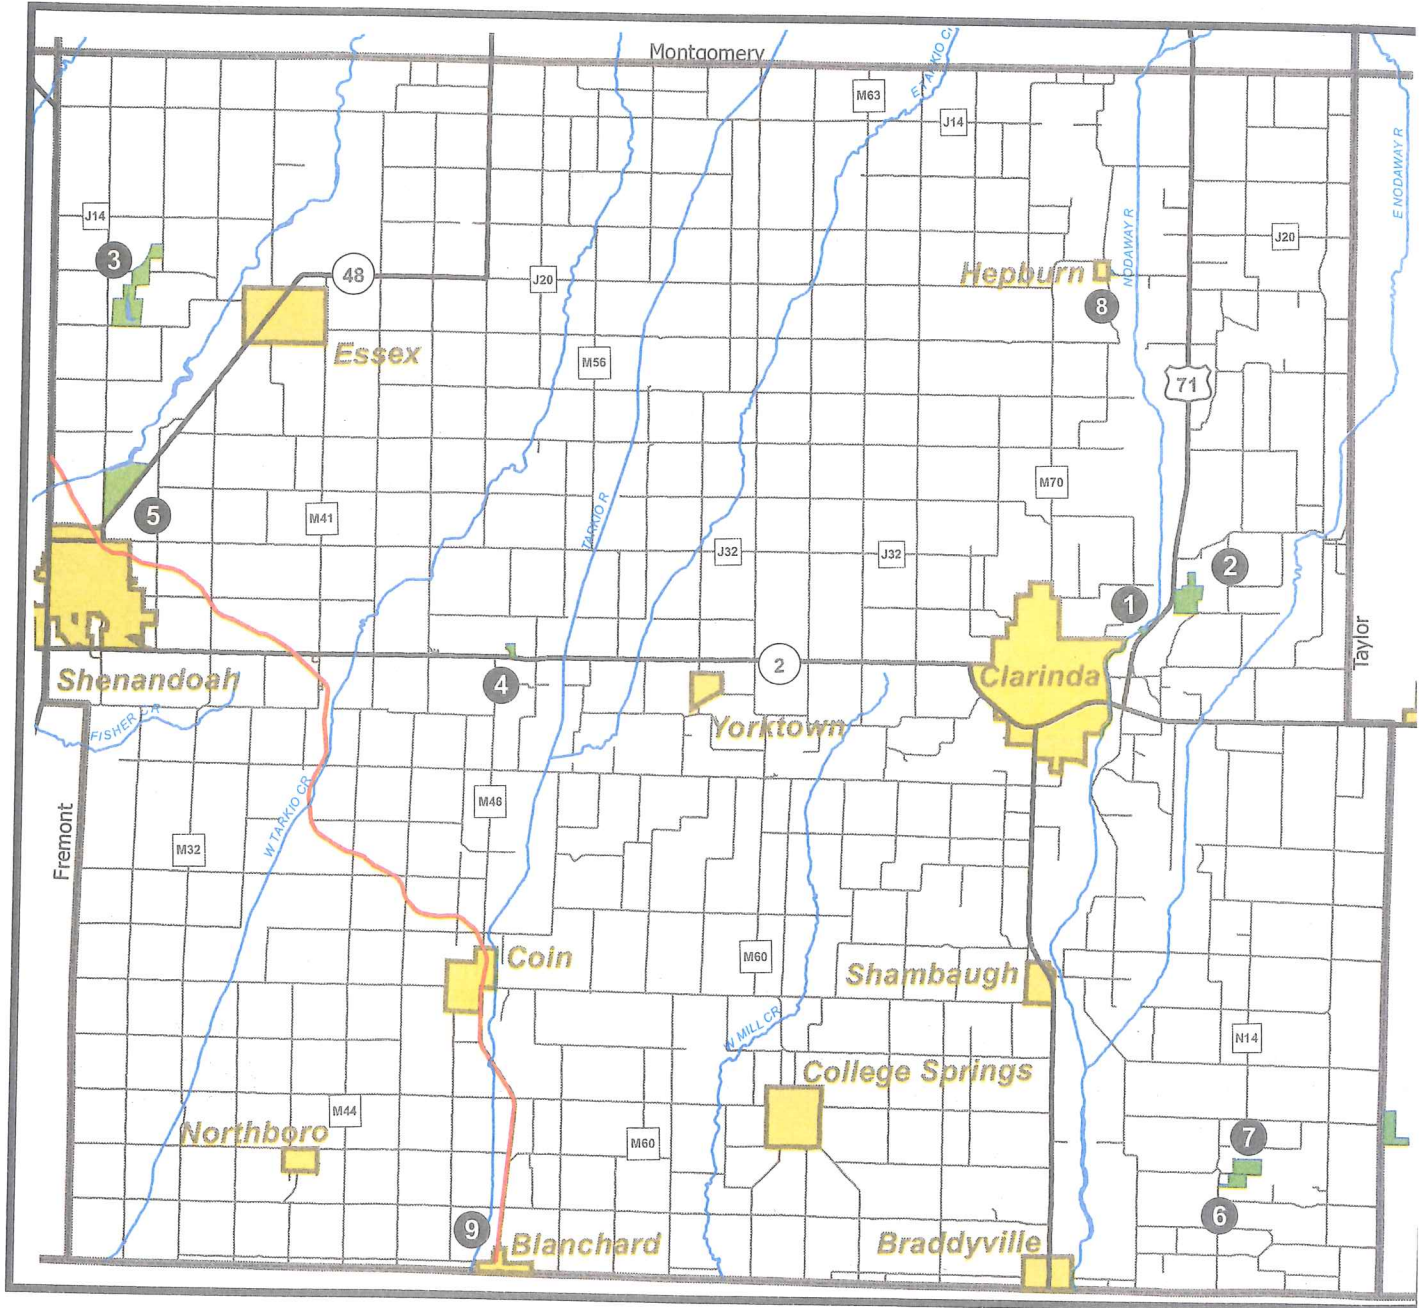 Montgomery
E TARKIO C
M63
J14
E NODAWAY R
J14
NODAWAY R
J20
3
48
J20
Hepburn
8
Essex
M56
71
M70
5
M41
TARKIO R
J32
J32
2
1
Taylor
2
4
Shenandoah
Clarinda
FISHER CR
Yorktown
W TARKIO CR
M46
Fremont
M32
Coin
M60
Shambaugh
W MILL CR
N14
College Springs
M44
Northboro
M60
7
6
9
Blanchard
Braddyville